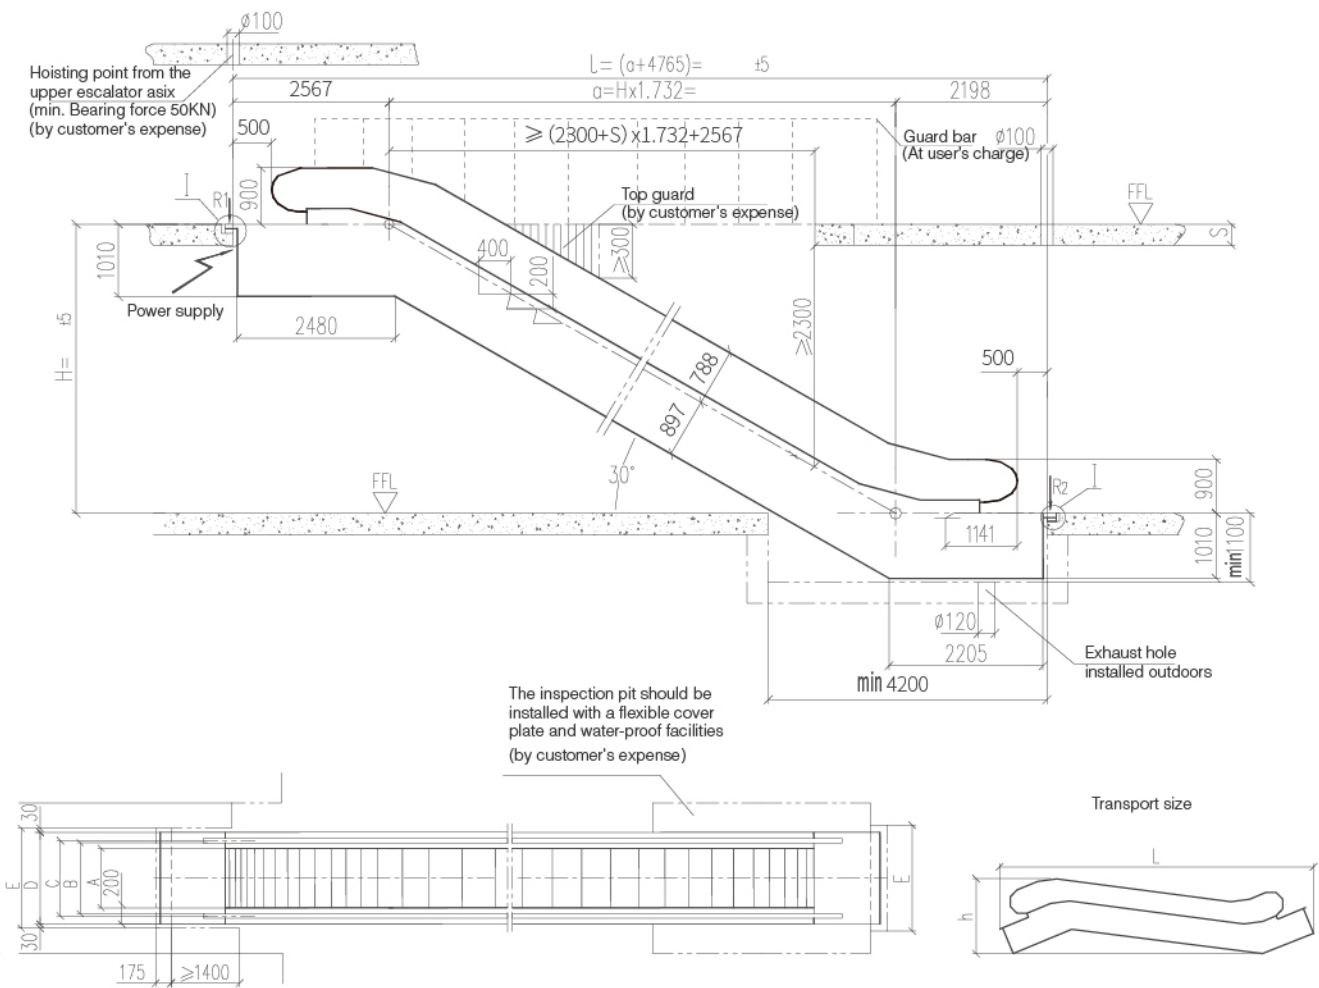 ø100
Hoisting point from the
upper escalator asix
(min. Bearing force 50KN)
(by customer's expense)
L= (a+4765)= ±5
2567
a=Hx1.732=
2198
500
≥ (2300+S) x1.732+2567
Guard bar
(At user's charge)
ø100
I
R1
900
Top guard
(by customer's expense)
FFL
S
1010
400
200
≥300
Power supply
2480
H= ±5
≥2300
788
897
500
30°
FFL
R2
I
900
1141
1010
min1100
ø120
2205
Exhaust hole
installed outdoors
min 4200
The inspection pit should be
installed with a flexible cover
plate and water-proof facilities
(by customer's expense)
Transport size
30
E
D
C
B
A
200
E
30
175
≥1400
L
h